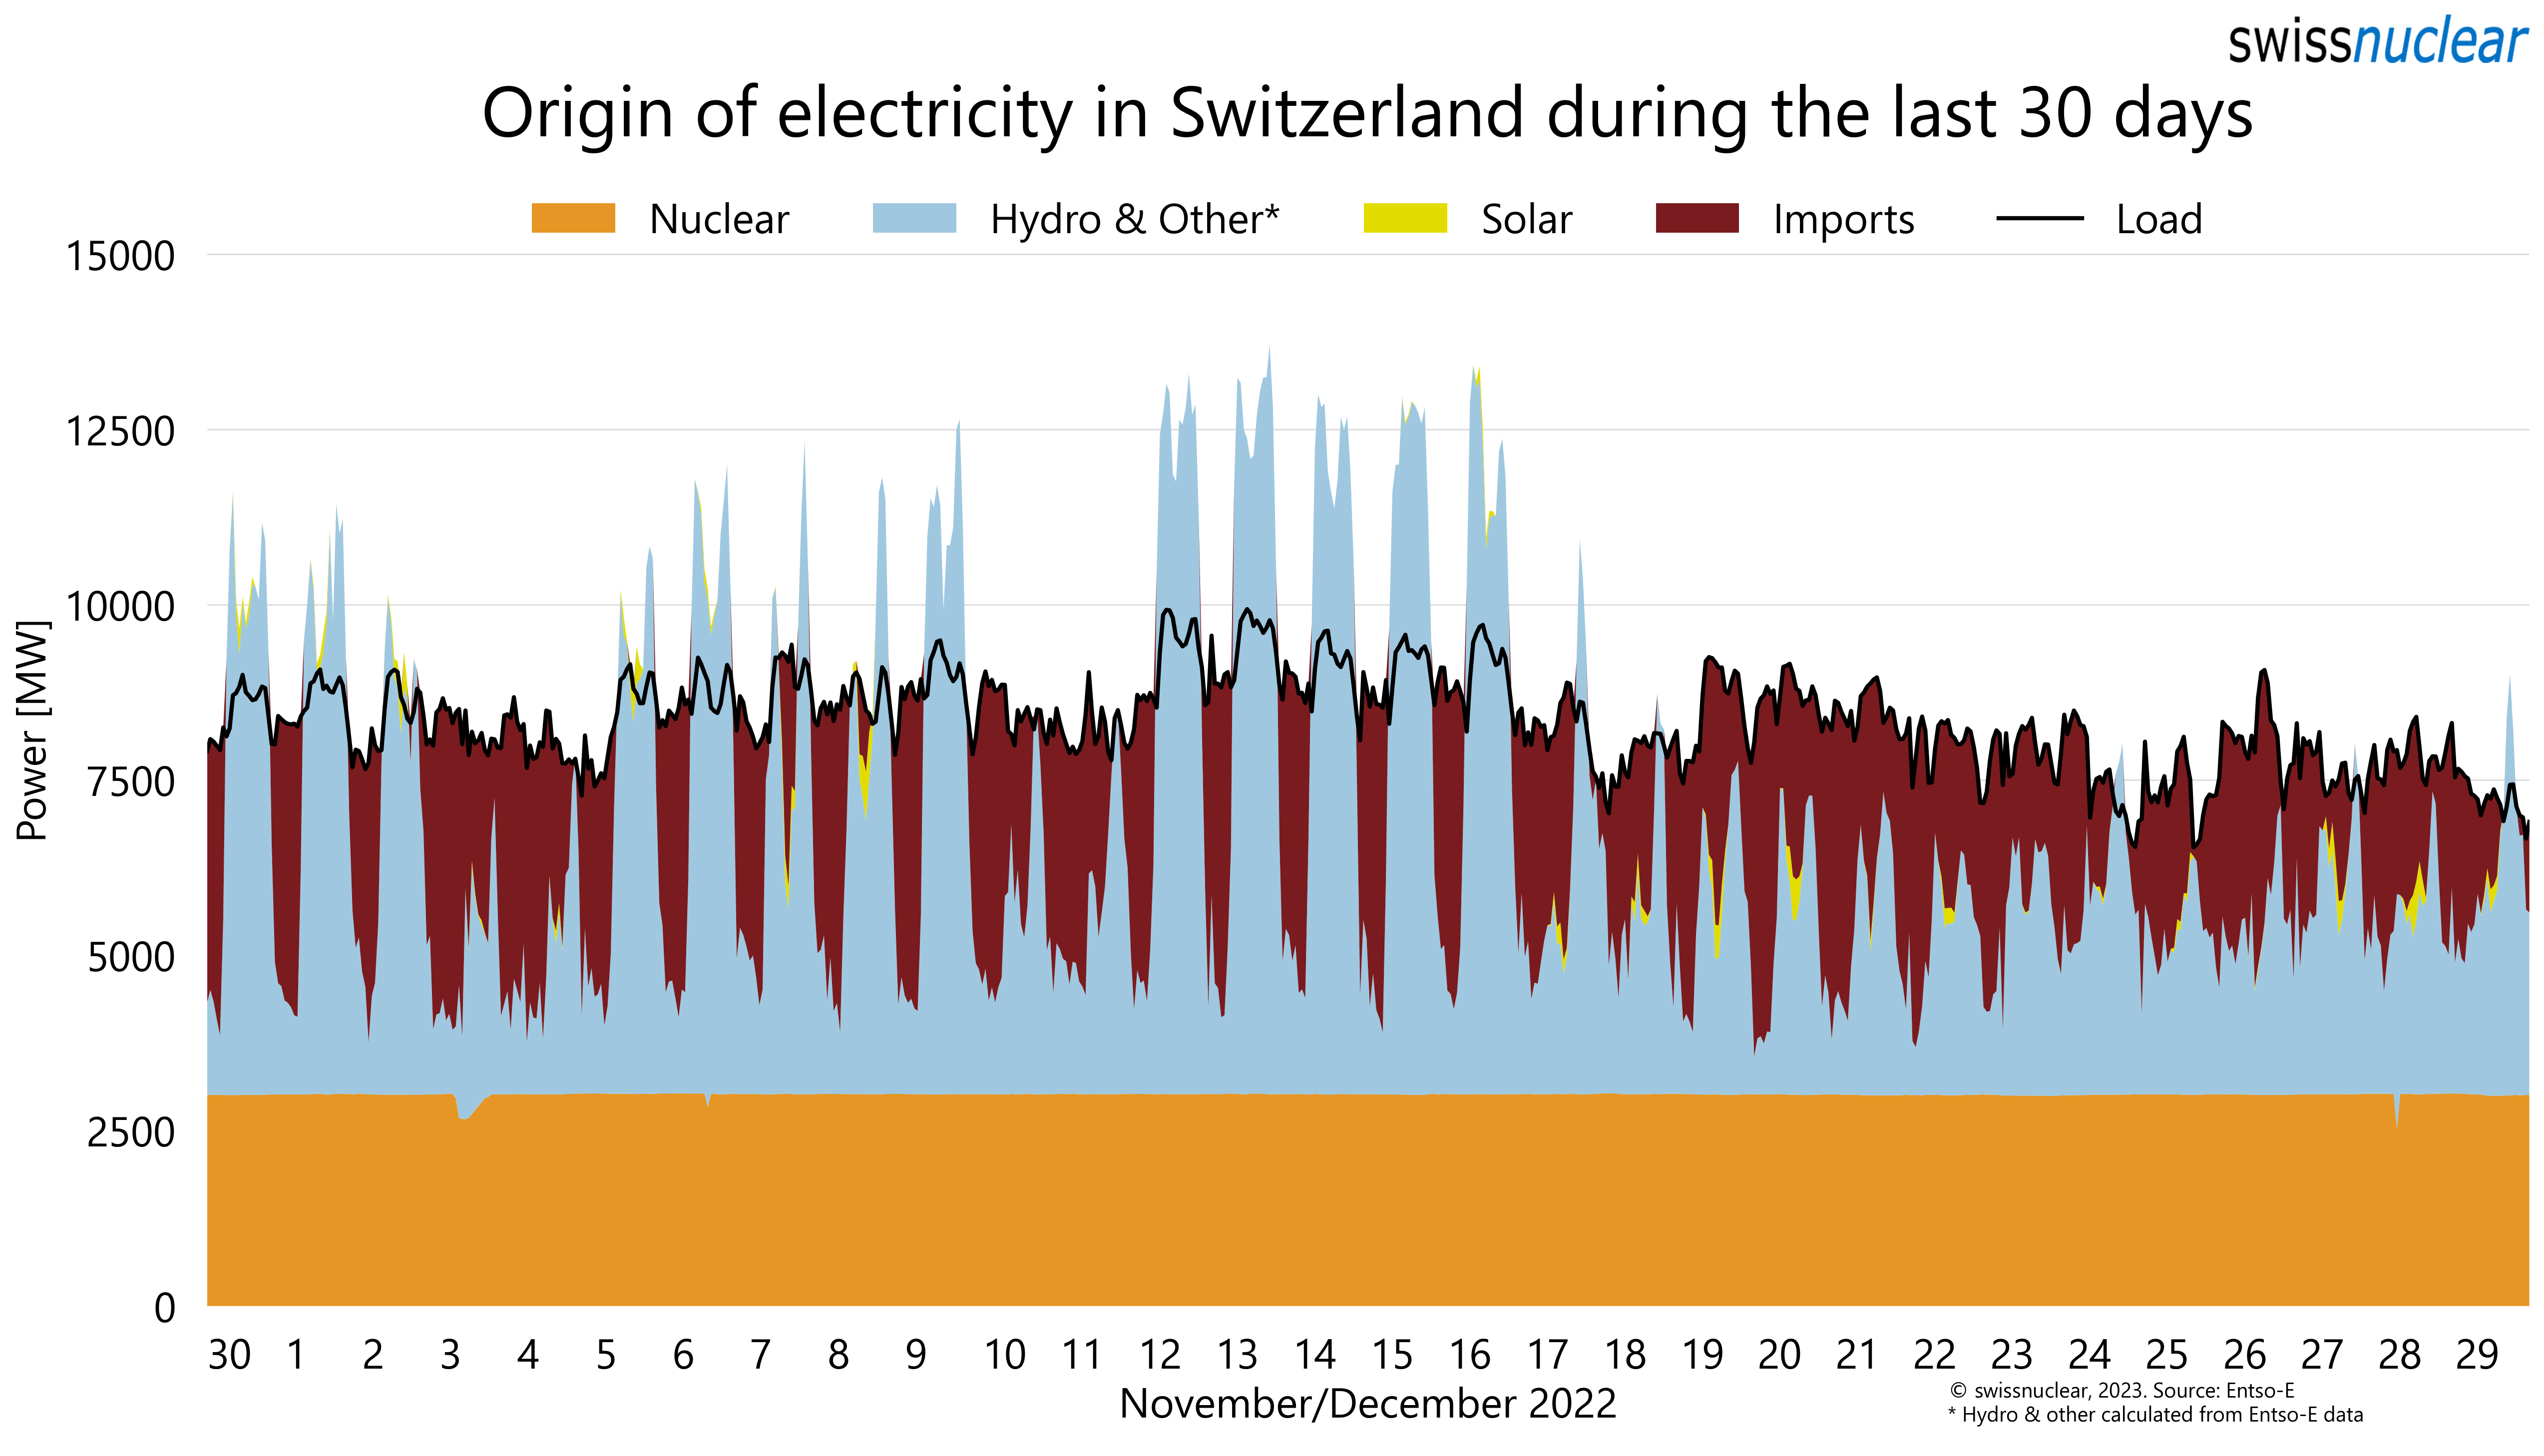 swissnuclear
Origin of electricity in Switzerland during the last 30 days
Nuclear Hydro & Other* Solar Imports Load
15000
12500
10000
7500
5000
2500
0
Power [MW]
30 1 2 3 4 5 6 7 8 9 10 11 12 13 14 15 16 17 18 19 20 21 22 23 24 25 26 27 28 29
November/December 2022
© swissnuclear, 2023. Source: Entso-E
* Hydro & other calculated from Entso-E data